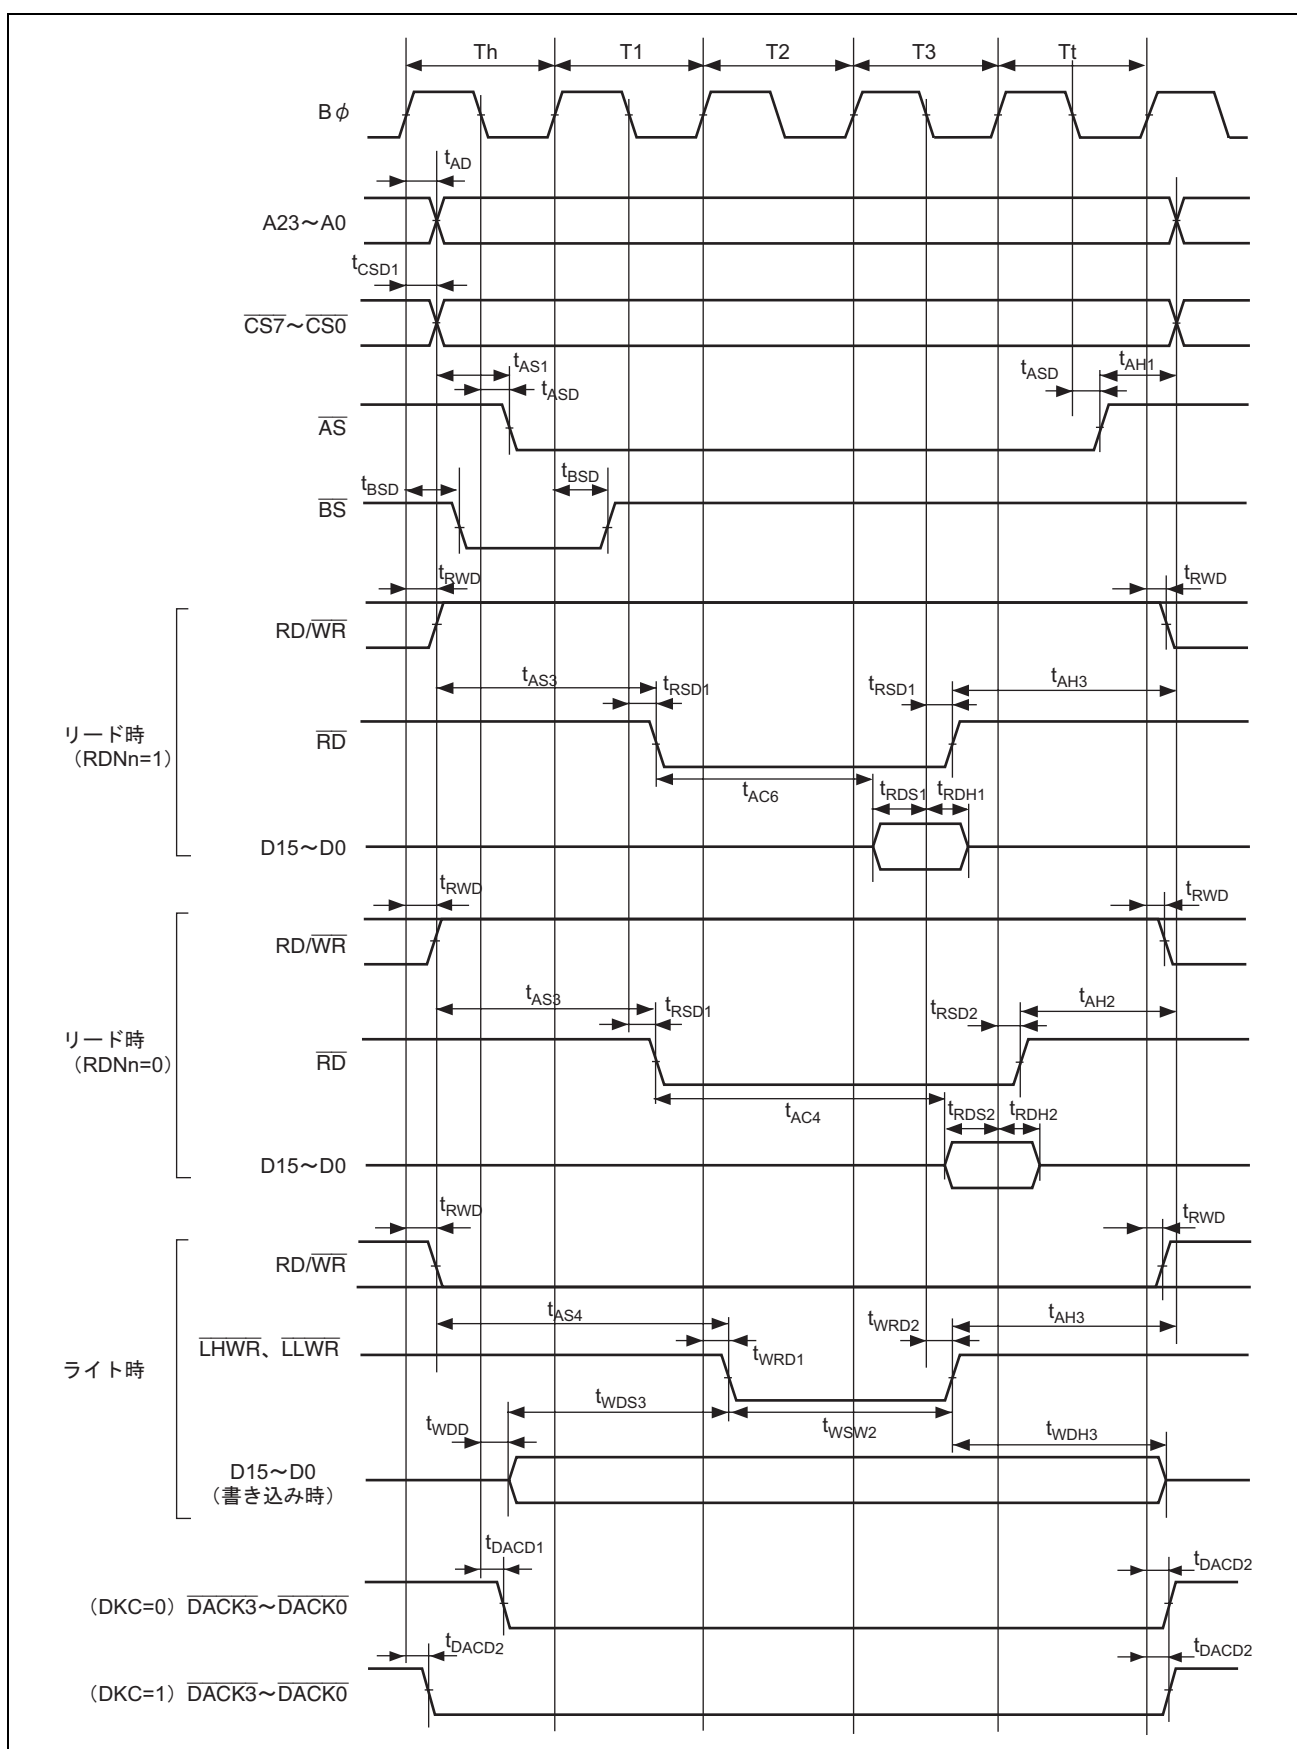 Th T1 T2 T3 Tt
Bφ
tAD
A23～A0
tCSD1
CS7～CS0
tAS1
tASD
tASD
tAH1
AS
tBSD
tBSD
BS
tRWD
tRWD
RD/WR
tAS3
tRSD1
tRSD1
tAH3
リード時
（RDNn=1）
RD
tAC6
tRDS1
tRDH1
D15～D0
tRWD
tRWD
RD/WR
tAS3
tRSD1
tRSD2
tAH2
リード時
（RDNn=0）
RD
tAC4
tRDS2
tRDH2
D15～D0
tRWD
tRWD
RD/WR
tAS4
tWRD2
tAH3
LHWR、LLWR
tWRD1
ライト時
tWDS3
tWSW2
tWDD
tWDH3
D15～D0
（書き込み時）
tDACD1
tDACD2
（DKC=0）DACK3～DACK0
tDACD2
tDACD2
（DKC=1）DACK3～DACK0